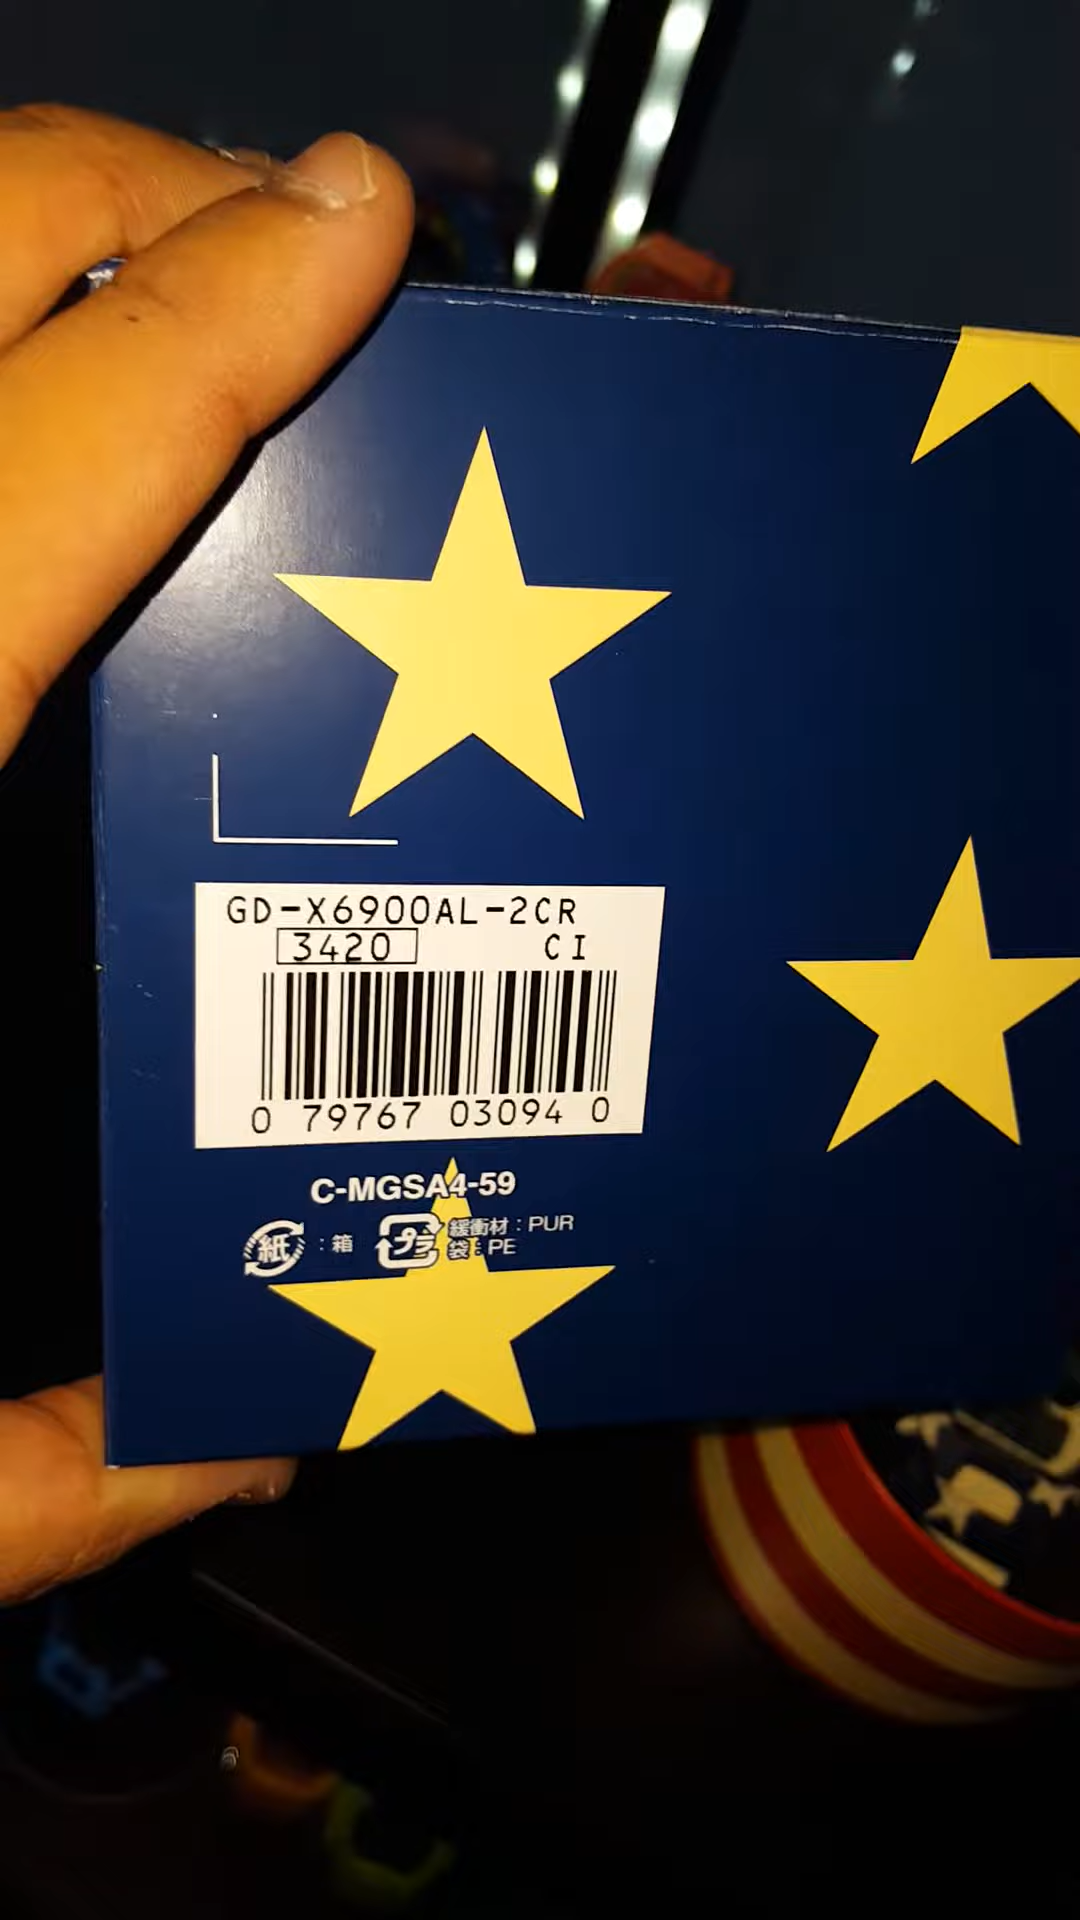 GD-X6900AL-2CR
3420 CI
0 79767 03094 0
C-MGSA4-59
紙 : 箱
プラ 緩衝材 : PUR
袋 : PE